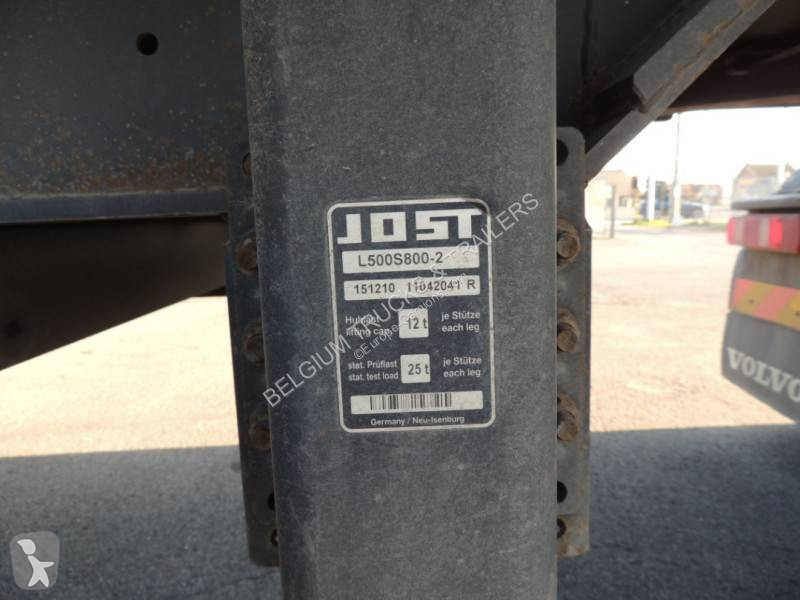 JOST
L500S800-2
151210 11042041 R
Hublast
lifting cap.
12 t
je Stütze
each leg
stat. Prüflast
stat. test load
25 t
je Stütze
each leg
Germany / Neu-Isenburg
BELGIUM TRUCKS & TRAILERS
VOLVO